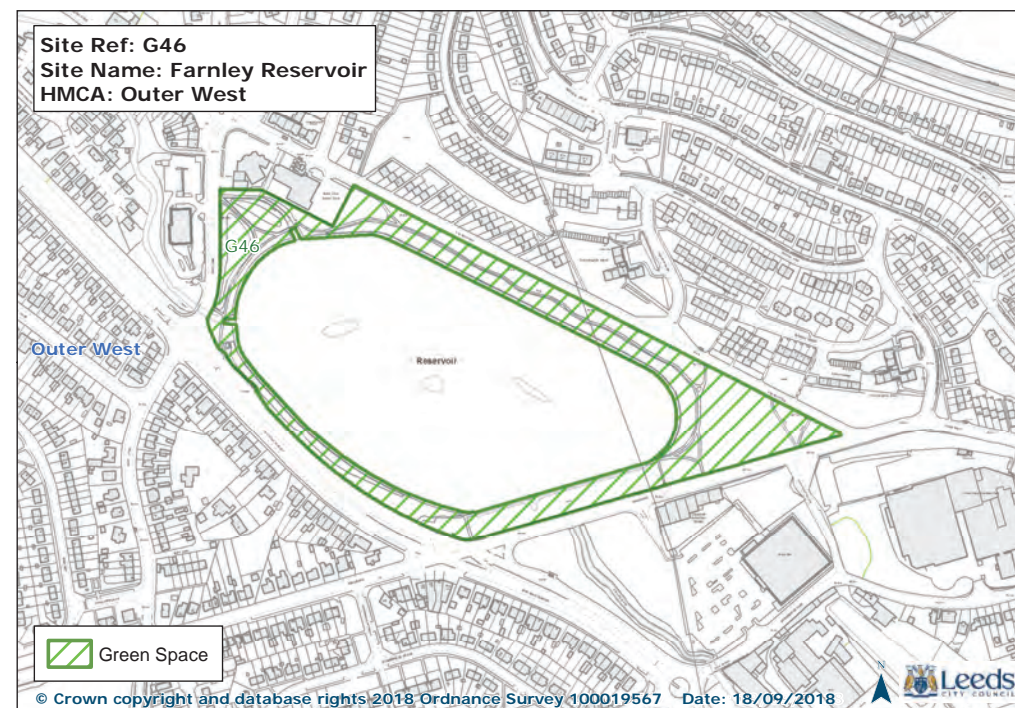 Site Ref: G46
Site Name: Farnley Reservoir
HMCA: Outer West
G46
Outer West
Reservoir
Green Space
© Crown copyright and database rights 2018 Ordnance Survey 100019567 Date: 18/09/2018
N
Leeds
CITY COUNCIL